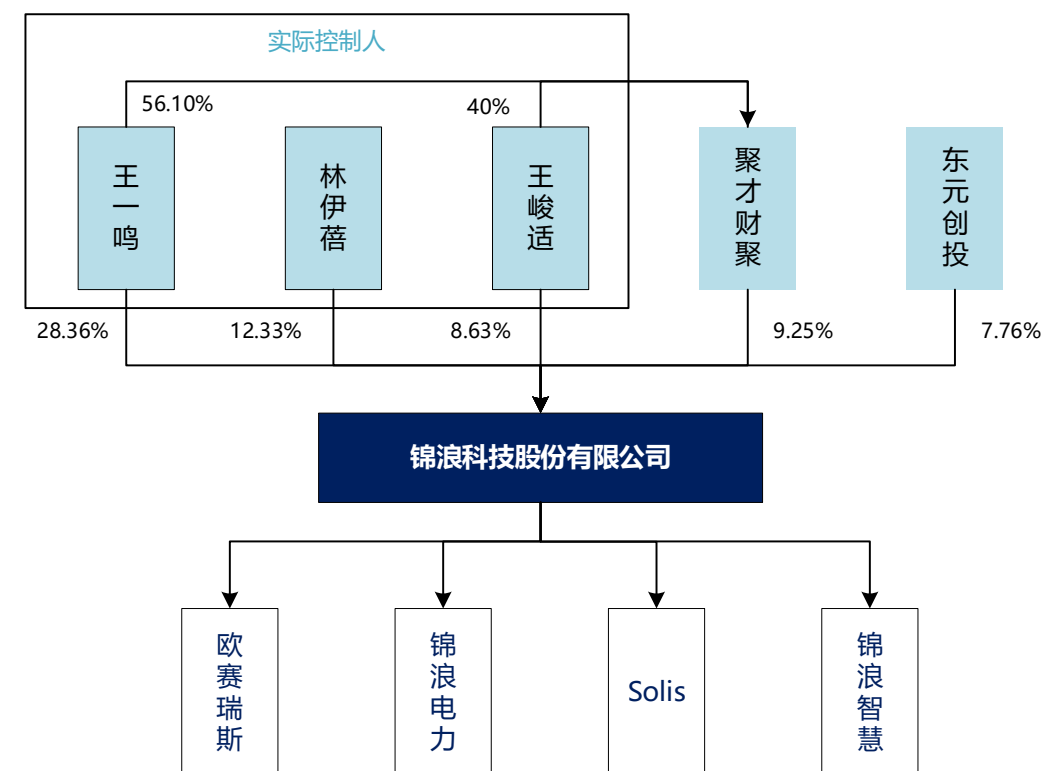 实际控制人
56.10%
40%
王一鸣
林伊蓓
王峻适
聚才财聚
东元创投
28.36%
12.33%
8.63%
9.25%
7.76%
锦浪科技股份有限公司
欧赛瑞斯
锦浪电力
Solis
锦浪智慧